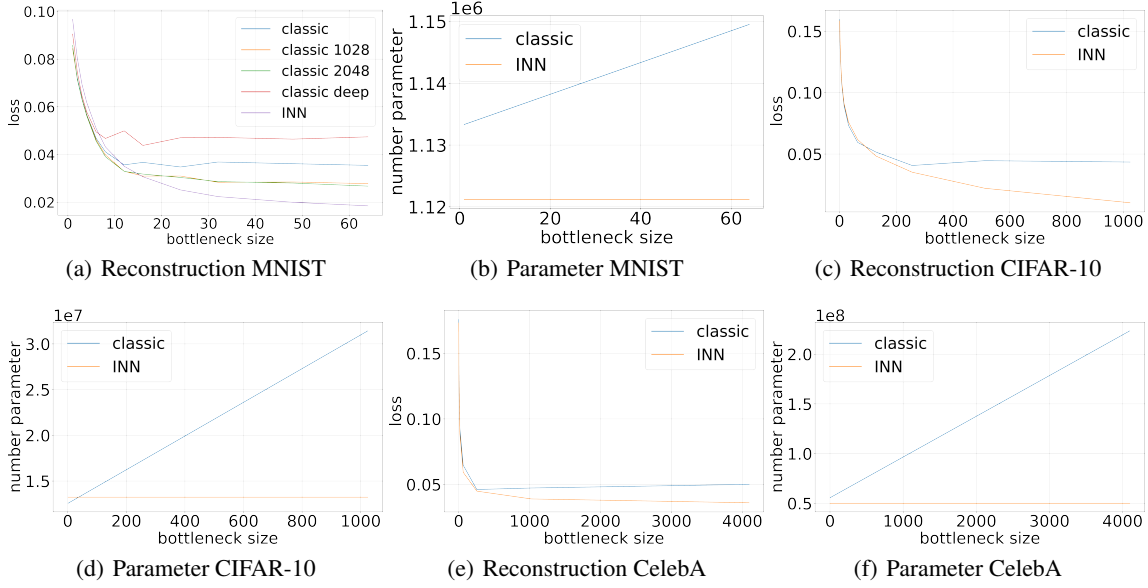 0.10
0.08
0.06
0.04
0.02
loss
0 10 20 30 40 50 60
bottleneck size
classic
classic 1028
classic 2048
classic deep
INN
(a) Reconstruction MNIST
1e6
1.15
1.14
1.13
1.12
number parameter
0 20 40 60
bottleneck size
classic
INN
(b) Parameter MNIST
0.15
0.10
0.05
loss
0 200 400 600 800 1000
bottleneck size
classic
INN
(c) Reconstruction CIFAR-10
1e7
3.0
2.5
2.0
1.5
number parameter
0 200 400 600 800 1000
bottleneck size
classic
INN
(d) Parameter CIFAR-10
0.15
0.10
0.05
loss
0 1000 2000 3000 4000
bottleneck size
classic
INN
(e) Reconstruction CelebA
1e8
2.0
1.5
1.0
0.5
number parameter
0 1000 2000 3000 4000
bottleneck size
classic
INN
(f) Parameter CelebA